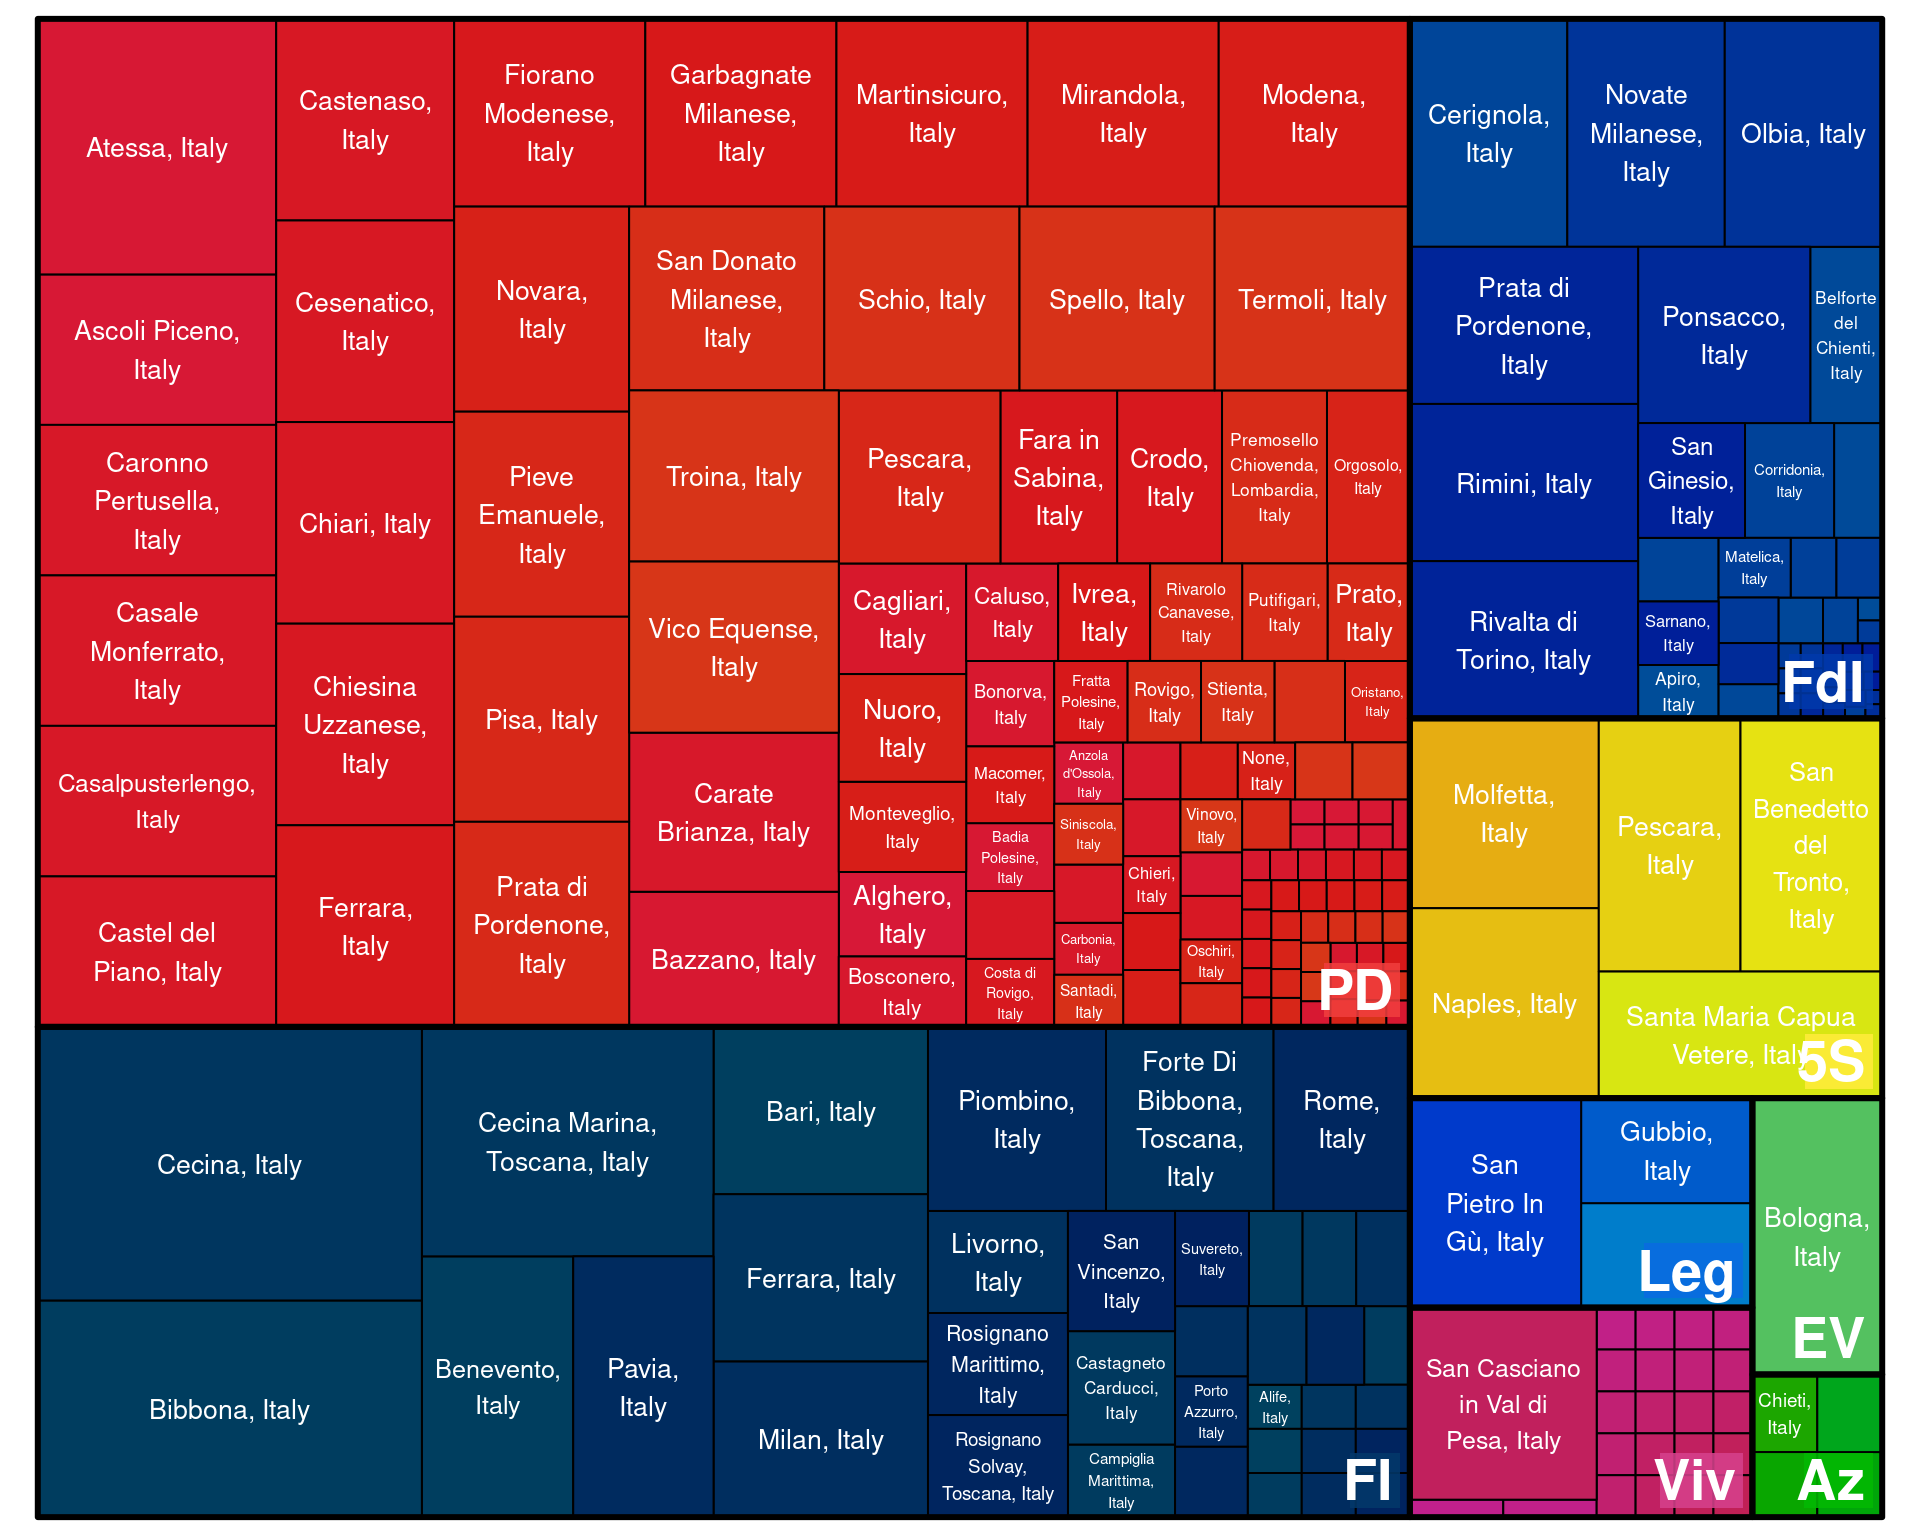 Atessa, Italy
Ascoli Piceno,
Italy
Caronno
Pertusella,
Italy
Casale
Monferrato,
Italy
Casalpusterlengo,
Italy
Castel del
Piano, Italy
Castenaso,
Italy
Cesenatico,
Italy
Chiari, Italy
Chiesina
Uzzanese,
Italy
Ferrara,
Italy
Fiorano
Modenese,
Italy
Garbagnate
Milanese,
Italy
Martinsicuro,
Italy
Mirandola,
Italy
Modena,
Italy
Novara,
Italy
Pieve
Emanuele,
Italy
Pisa, Italy
Prata di
Pordenone,
Italy
San Donato
Milanese,
Italy
Schio, Italy
Spello, Italy
Termoli, Italy
Troina, Italy
Vico Equense,
Italy
Carate
Brianza, Italy
Bazzano, Italy
Pescara,
Italy
Fara in
Sabina,
Italy
Crodo,
Italy
Premosello
Chiovenda,
Lombardia,
Italy
Orgosolo,
Italy
Cagliari,
Italy
Nuoro,
Italy
Monteveglio,
Italy
Alghero,
Italy
Bosconero,
Italy
Caluso,
Italy
Ivrea,
Italy
Rivarolo
Canavese,
Italy
Putifigari,
Italy
Prato,
Italy
Bonorva,
Italy
Macomer,
Italy
Badia
Polesine,
Italy
Costa di
Rovigo,
Italy
Fratta
Polesine,
Italy
Rovigo,
Italy
Stienta,
Italy
Oristano,
Italy
Anzola
d'Ossola,
Italy
Siniscola,
Italy
Carbonia,
Italy
Santadi,
Italy
None,
Italy
Vinovo,
Italy
Chieri,
Italy
Oschiri,
Italy
PD
Cerignola,
Italy
Novate
Milanese,
Italy
Olbia, Italy
Prata di
Pordenone,
Italy
Rimini, Italy
Rivalta di
Torino, Italy
Ponsacco,
Italy
Belforte
del
Chienti,
Italy
San
Ginesio,
Italy
Corridonia,
Italy
Matelica,
Italy
Sarnano,
Italy
Apiro,
Italy
FdI
Molfetta,
Italy
Naples, Italy
Pescara,
Italy
San
Benedetto
del
Tronto,
Italy
Santa Maria Capua
Vetere, Italy
5S
Cecina, Italy
Bibbona, Italy
Cecina Marina,
Toscana, Italy
Benevento,
Italy
Pavia,
Italy
Bari, Italy
Ferrara, Italy
Milan, Italy
Piombino,
Italy
Forte Di
Bibbona,
Toscana,
Italy
Rome,
Italy
Livorno,
Italy
Rosignano
Marittimo,
Italy
Rosignano
Solvay,
Toscana, Italy
San
Vincenzo,
Italy
Castagneto
Carducci,
Italy
Campiglia
Marittima,
Italy
Suvereto,
Italy
Porto
Azzurro,
Italy
Alife,
Italy
FI
San
Pietro In
Gù, Italy
Gubbio,
Italy
Leg
Bologna,
Italy
EV
San Casciano
in Val di
Pesa, Italy
Viv
Chieti,
Italy
Az